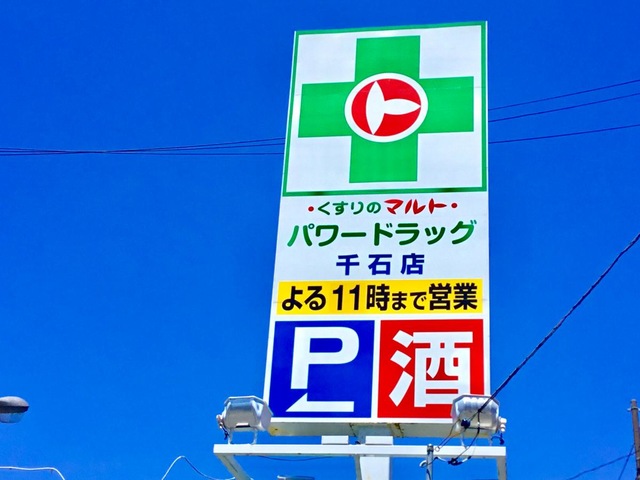 ・くすりのマルト・
パワードラッグ
千石店
よる11時まで営業
P 酒